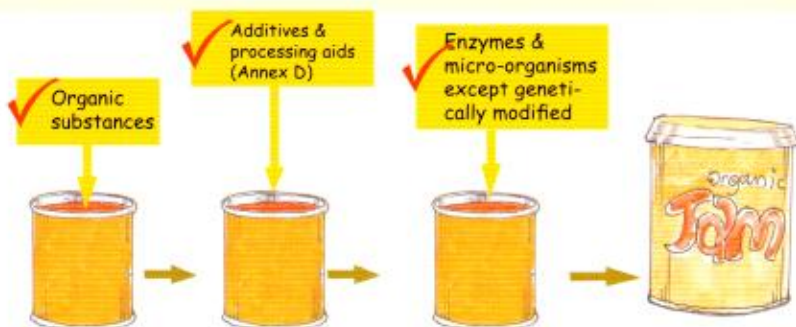 Organic
substances
Additives &
processing aids
(Annex D)
Enzymes &
micro-organisms
except geneti-
cally modified
organic
Jam